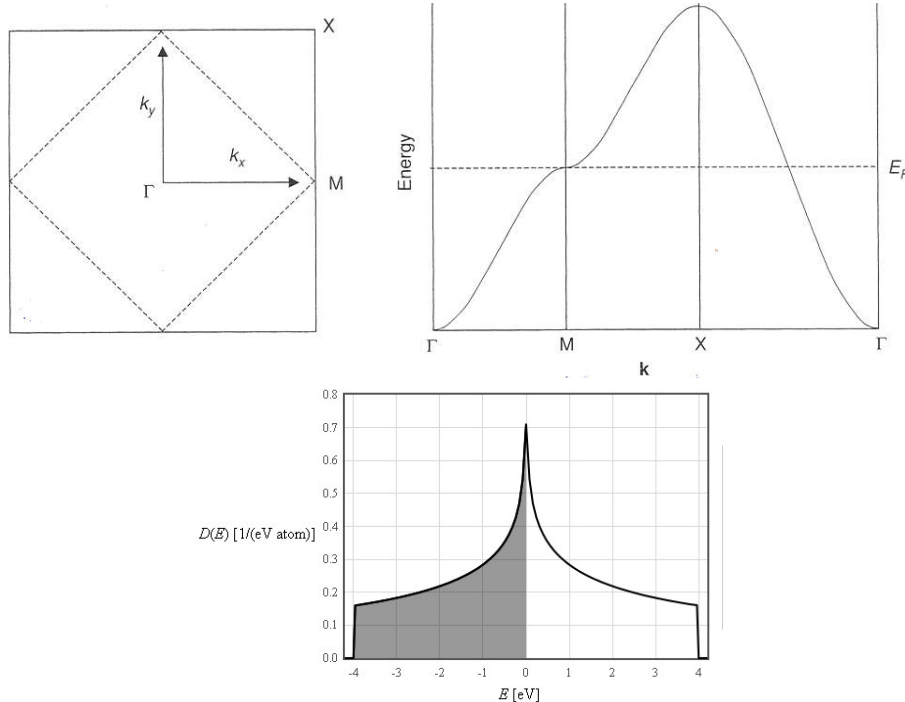 X
k_y
k_x
Γ
M
Energy
E_F
Γ
M
X
Γ
k
0.8
0.7
0.6
0.5
0.4
0.3
0.2
0.1
0.0
D(E) [1/(eV atom)]
-4
-3
-2
-1
0
1
2
3
4
E [eV]